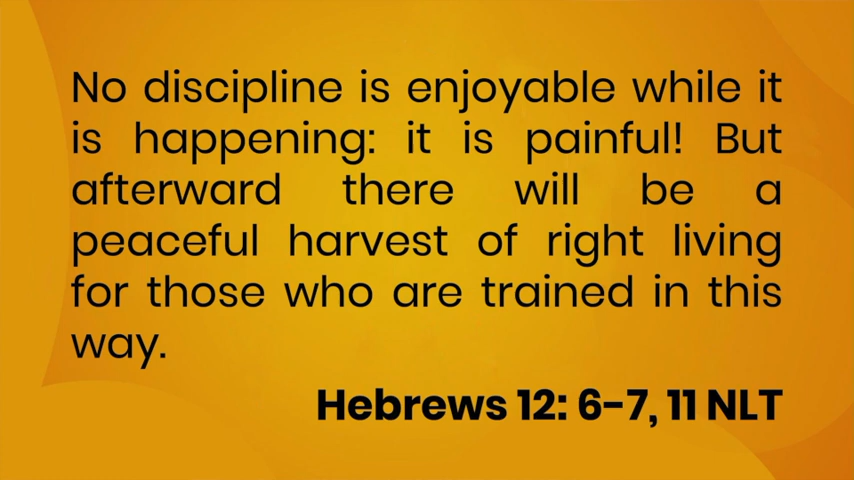 No discipline is enjoyable while it
is happening: it is painful! But
afterward there will be a
peaceful harvest of right living
for those who are trained in this
way.
Hebrews 12: 6-7, 11 NLT